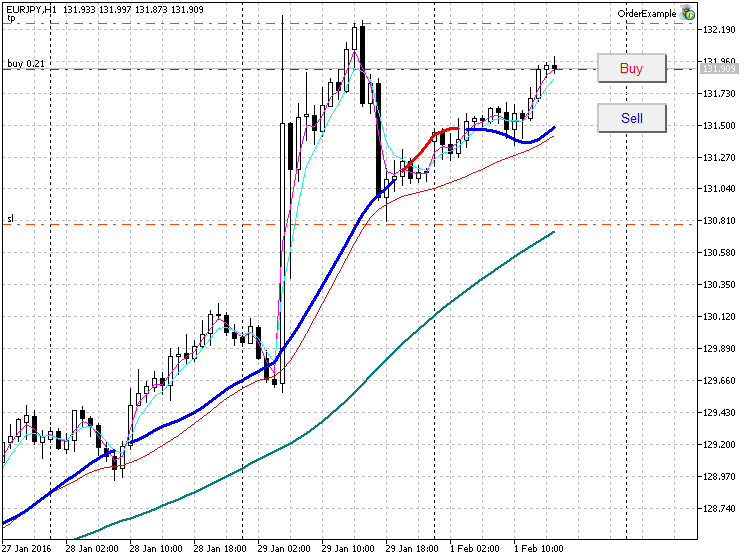 EURJPY,H1 131.933 131.997 131.873 131.909
OrderExample
tp
132.190
buy 0.21
131.960
131.909
Buy
131.730
Sell
131.500
131.270
131.040
sl
130.810
130.580
130.350
130.120
129.890
129.660
129.430
129.200
128.970
128.740
27 Jan 2016
28 Jan 02:00
28 Jan 10:00
28 Jan 18:00
29 Jan 02:00
29 Jan 10:00
29 Jan 18:00
1 Feb 02:00
1 Feb 10:00